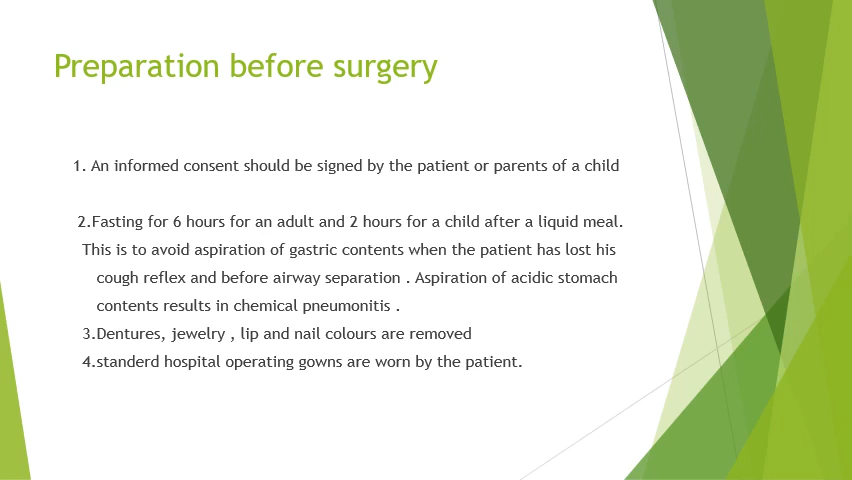 Preparation before surgery
1. An informed consent should be signed by the patient or parents of a child
2.Fasting for 6 hours for an adult and 2 hours for a child after a liquid meal.
This is to avoid aspiration of gastric contents when the patient has lost his
cough reflex and before airway separation . Aspiration of acidic stomach
contents results in chemical pneumonitis .
3.Dentures, jewelry , lip and nail colours are removed
4.standerd hospital operating gowns are worn by the patient.